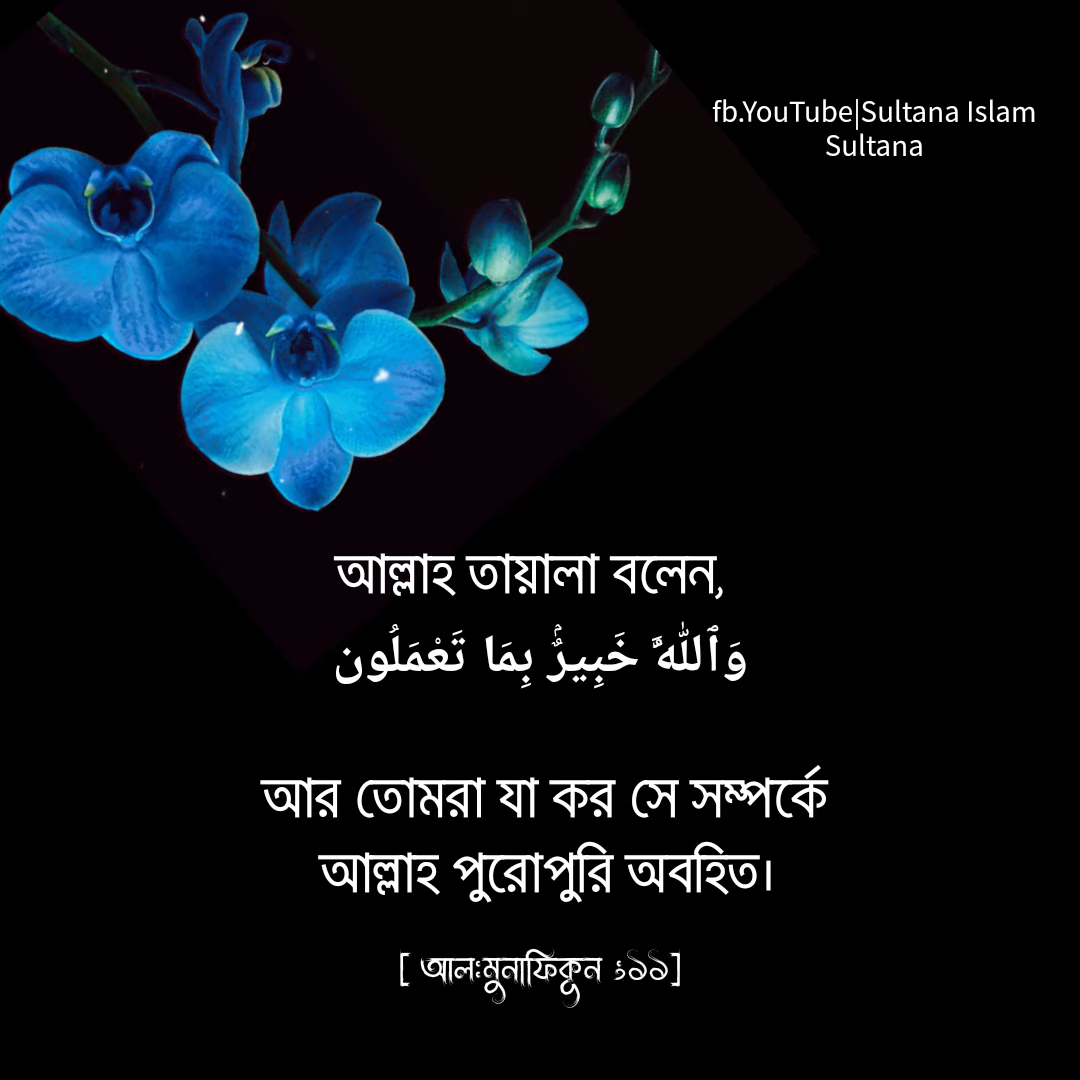 fb.YouTube|Sultana Islam
Sultana
আল্লাহ তায়ালা বলেন,
وَٱللَّهُ خَبِيرٌۢ بِمَا تَعْمَلُون
আর তোমরা যা কর সে সম্পর্কে
আল্লাহ পুরোপুরি অবহিত।
[ আলঃমুনাফিকূন ঃ১১]